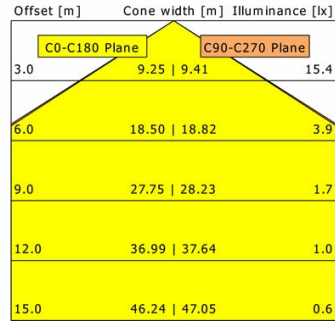 Offset [m] Cone width [m] Illuminance [lx]
C0-C180 Plane C90-C270 Plane
3.0 9.25 | 9.41 15.4
6.0 18.50 | 18.82 3.9
9.0 27.75 | 28.23 1.7
12.0 36.99 | 37.64 1.0
15.0 46.24 | 47.05 0.6